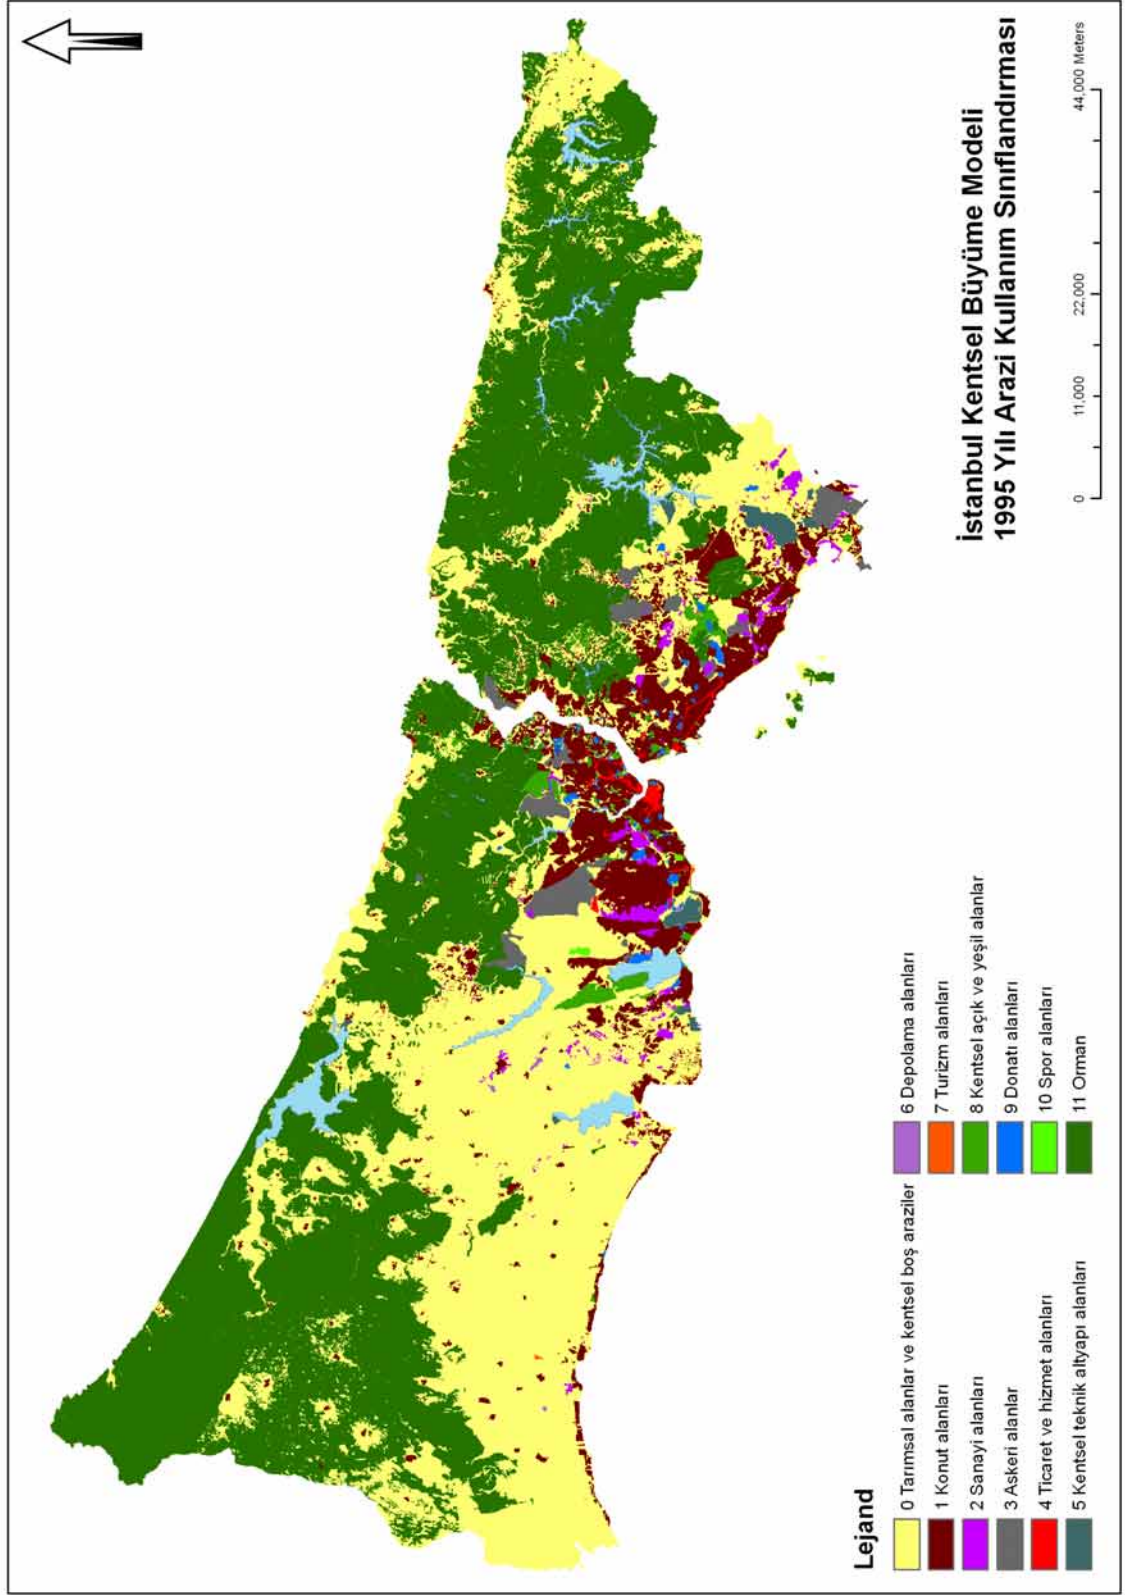 İstanbul Kentsel Büyüme Modeli
1995 Yılı Arazi Kullanım Sınıflandırması
0 11,000 22,000 44,000 Meters
Lejand
0 Tarımsal alanlar ve kentsel boş araziler
1 Konut alanları
2 Sanayi alanları
3 Askeri alanlar
4 Ticaret ve hizmet alanları
5 Kentsel teknik altyapı alanları
6 Depolama alanları
7 Turizm alanları
8 Kentsel açık ve yeşil alanlar
9 Donatı alanları
10 Spor alanları
11 Orman